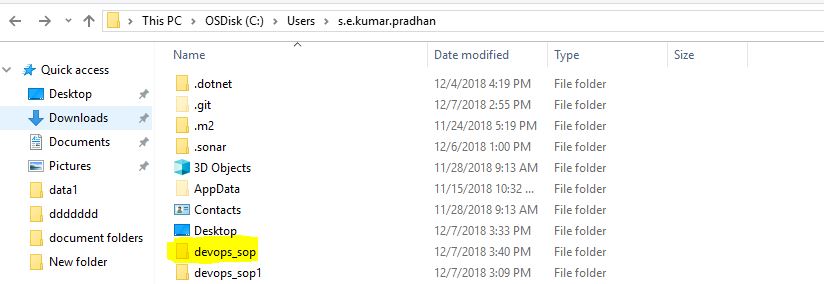 This PC > OSDisk (C:) > Users > s.e.kumar.pradhan
Name Date modified Type Size
Quick access
Desktop
Downloads
Documents
Pictures
data1
ddddddd
document folders
New folder
.dotnet 12/4/2018 4:19 PM File folder
.git 12/7/2018 2:55 PM File folder
.m2 11/24/2018 5:19 PM File folder
.sonar 12/6/2018 1:00 PM File folder
3D Objects 11/28/2018 9:13 AM File folder
AppData 11/15/2018 10:32 ... File folder
Contacts 11/28/2018 9:13 AM File folder
Desktop 12/7/2018 3:33 PM File folder
devops_sop 12/7/2018 3:40 PM File folder
devops_sop1 12/7/2018 3:09 PM File folder